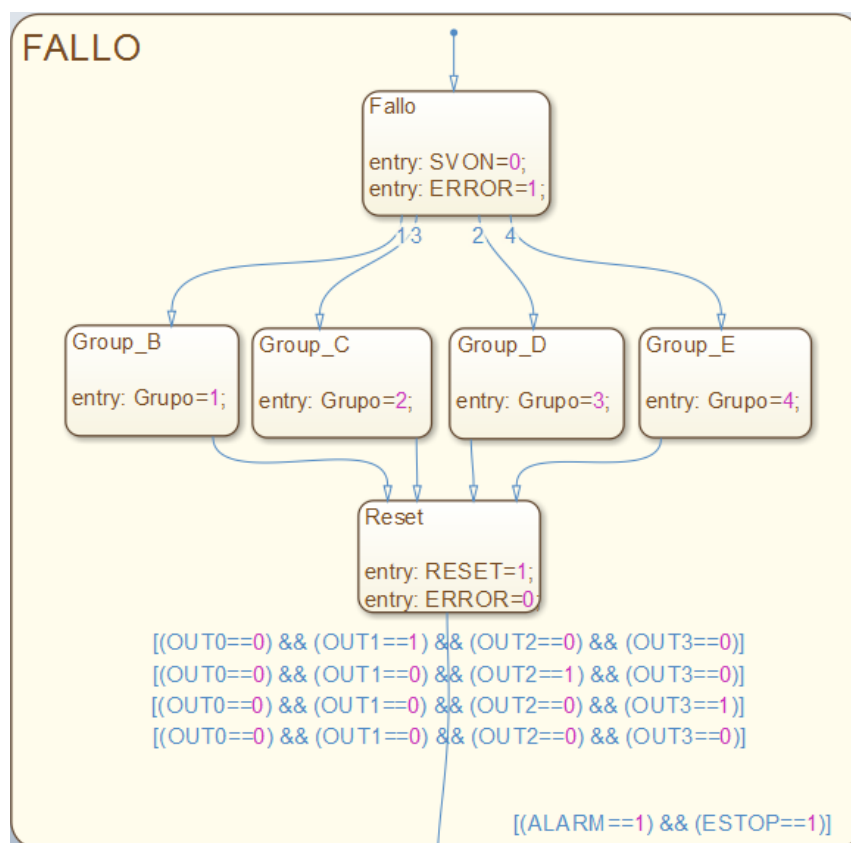 FALLO
Fallo
entry: SVON=0;
entry: ERROR=1;
1 3 2 4
Group_B
entry: Grupo=1;
Group_C
entry: Grupo=2;
Group_D
entry: Grupo=3;
Group_E
entry: Grupo=4;
Reset
entry: RESET=1;
entry: ERROR=0;
[(OUT0==0) && (OUT1==1) && (OUT2==0) && (OUT3==0)]
[(OUT0==0) && (OUT1==0) && (OUT2==1) && (OUT3==0)]
[(OUT0==0) && (OUT1==0) && (OUT2==0) && (OUT3==1)]
[(OUT0==0) && (OUT1==0) && (OUT2==0) && (OUT3==0)]
[(ALARM==1) && (ESTOP==1)]